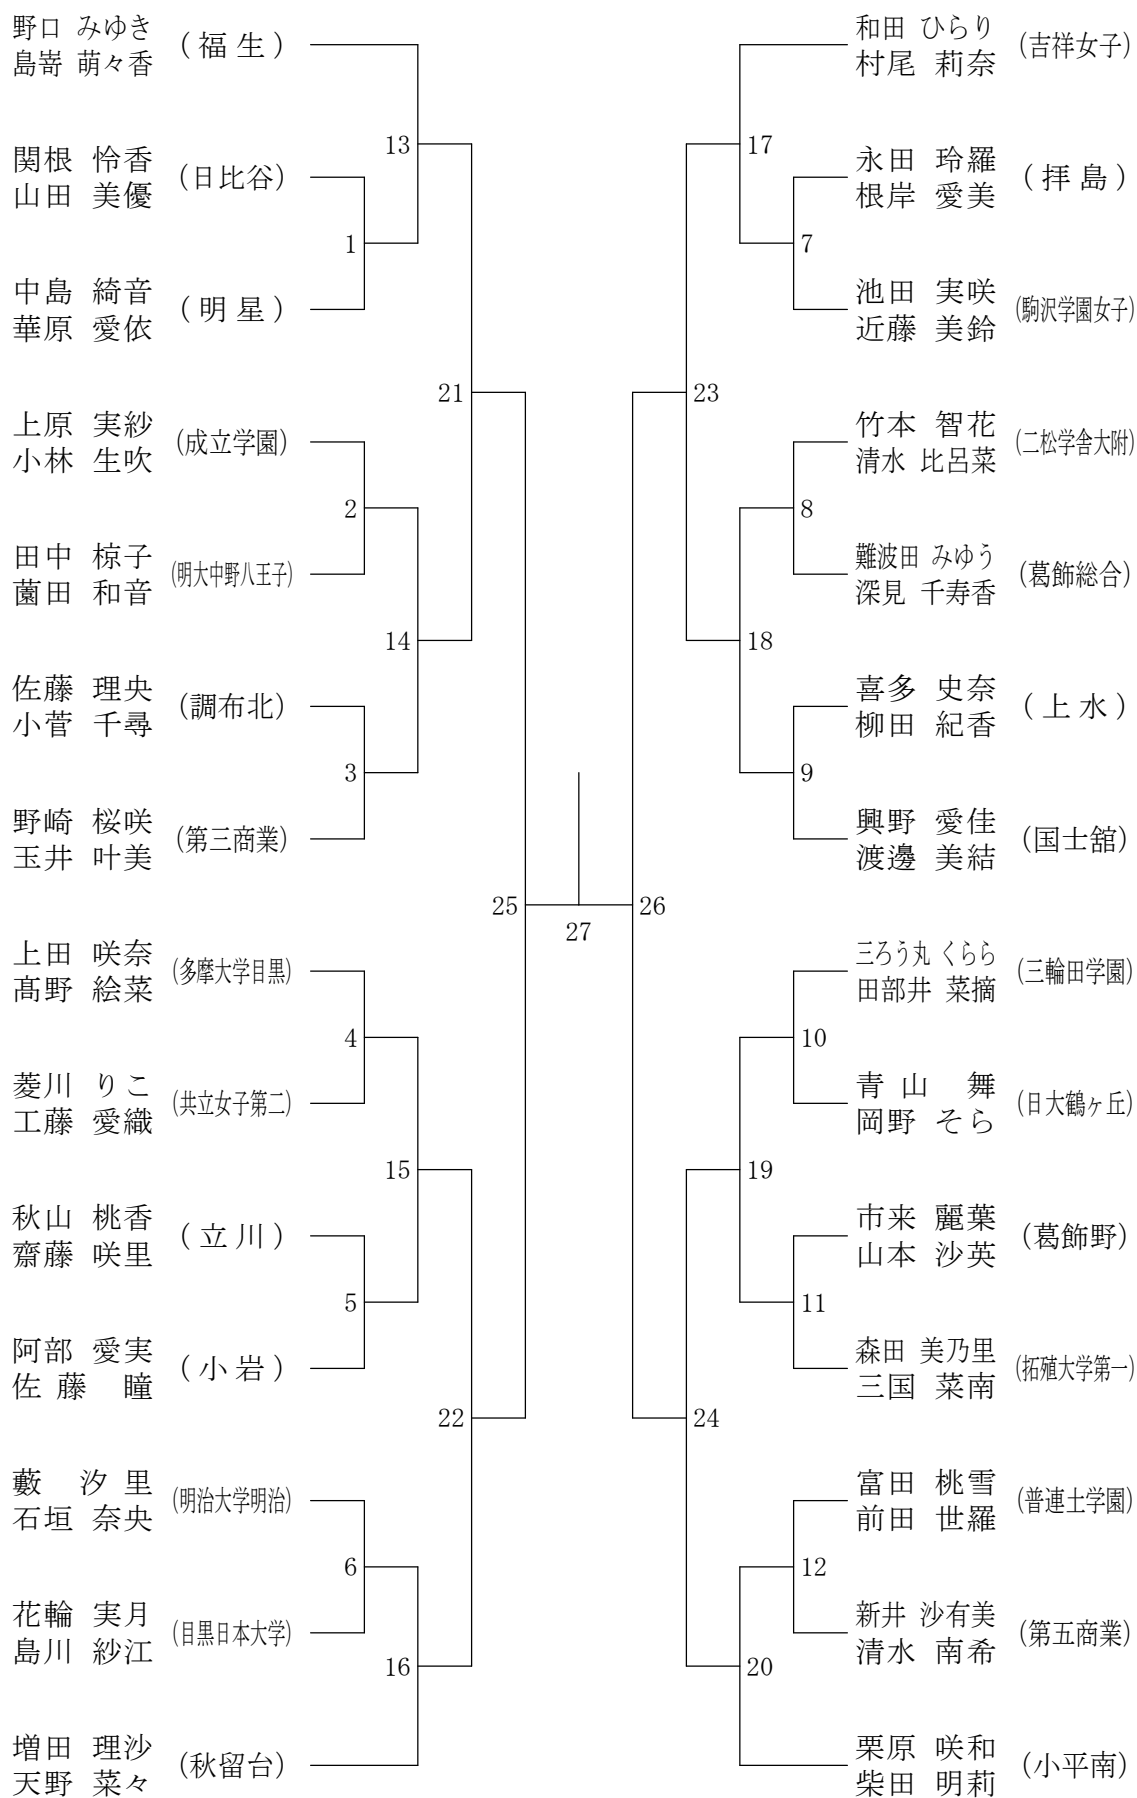 野口 みゆき
島嵜 萌々香
(福生)
関根 怜香
山田 美優
(日比谷)
中島 綺音
華原 愛依
(明星)
上原 実紗
小林 生吹
(成立学園)
田中 椋子
薗田 和音
(明大中野八王子)
佐藤 理央
小菅 千尋
(調布北)
野崎 桜咲
玉井 叶美
(第三商業)
上田 咲奈
髙野 絵菜
(多摩大学目黒)
菱川 りこ
工藤 愛織
(共立女子第二)
秋山 桃香
齋藤 咲里
(立川)
阿部 愛実
佐藤 瞳
(小岩)
藪 汐里
石垣 奈央
(明治大学明治)
花輪 実月
島川 紗江
(目黒日本大学)
増田 理沙
天野 菜々
(秋留台)
13
1
21
2
14
3
25
4
15
5
22
6
16
27
17
7
23
8
18
9
26
10
19
11
24
12
20
和田 ひらり
村尾 莉奈
(吉祥女子)
永田 玲羅
根岸 愛美
(拝島)
池田 実咲
近藤 美鈴
(駒沢学園女子)
竹本 智花
清水 比呂菜
(二松学舎大附)
難波田 みゆう
深見 千寿香
(葛飾総合)
喜多 史奈
柳田 紀香
(上水)
興野 愛佳
渡邊 美結
(国士舘)
三ろう丸 くらら
田部井 菜摘
(三輪田学園)
青山 舞
岡野 そら
(日大鶴ヶ丘)
市来 麗葉
山本 沙英
(葛飾野)
森田 美乃里
三国 菜南
(拓殖大学第一)
富田 桃雪
前田 世羅
(普連土学園)
新井 沙有美
清水 南希
(第五商業)
栗原 咲和
柴田 明莉
(小平南)